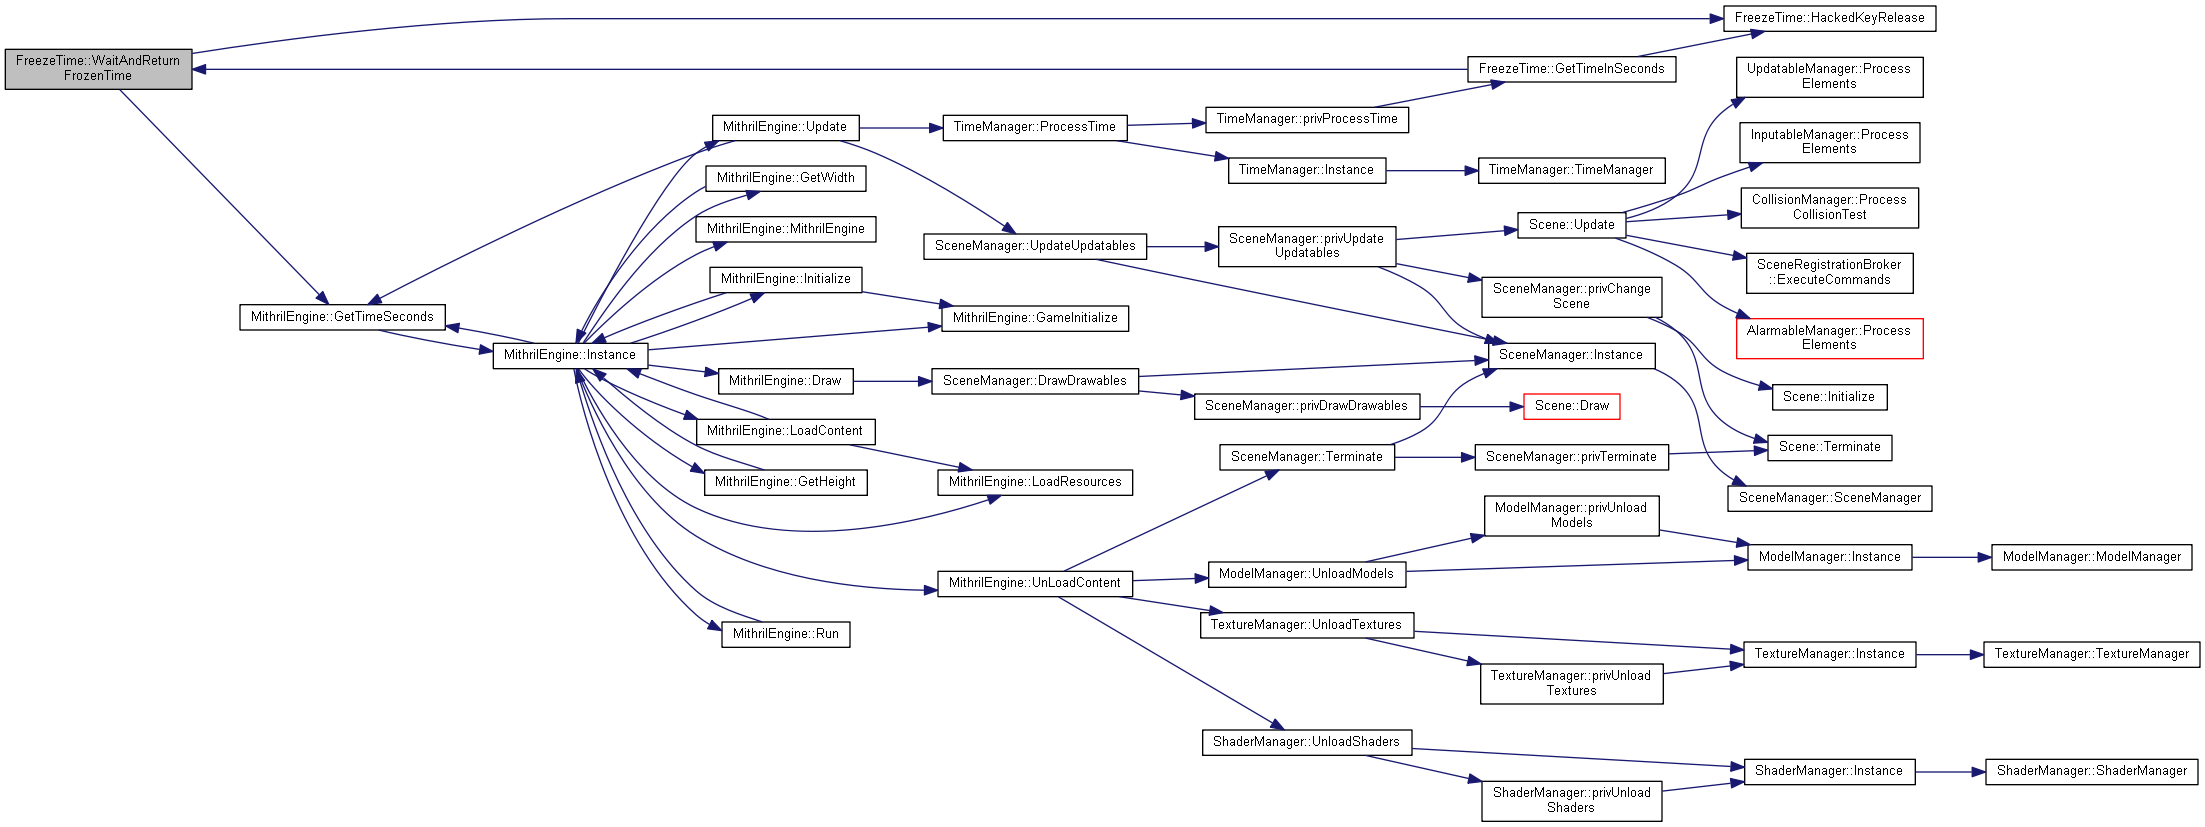 FreezeTime::HackedKeyRelease
FreezeTime::WaitAndReturn
FrozenTime
FreezeTime::GetTimeInSeconds
UpdatableManager::Process
Elements
MithrilEngine::Update
TimeManager::ProcessTime
TimeManager::privProcessTime
InputableManager::Process
Elements
TimeManager::Instance
TimeManager::TimeManager
MithrilEngine::GetWidth
CollisionManager::Process
CollisionTest
MithrilEngine::MithrilEngine
SceneManager::UpdateUpdatables
SceneManager::privUpdate
Updatables
Scene::Update
SceneRegistrationBroker
::ExecuteCommands
MithrilEngine::Initialize
SceneManager::privChange
Scene
MithrilEngine::GetTimeSeconds
MithrilEngine::GameInitialize
AlarmableManager::Process
Elements
MithrilEngine::Instance
SceneManager::Instance
MithrilEngine::Draw
SceneManager::DrawDrawables
Scene::Initialize
SceneManager::privDrawDrawables
Scene::Draw
MithrilEngine::LoadContent
Scene::Terminate
SceneManager::Terminate
SceneManager::privTerminate
MithrilEngine::GetHeight
MithrilEngine::LoadResources
SceneManager::SceneManager
ModelManager::privUnload
Models
ModelManager::Instance
ModelManager::ModelManager
MithrilEngine::UnLoadContent
ModelManager::UnloadModels
TextureManager::UnloadTextures
MithrilEngine::Run
TextureManager::Instance
TextureManager::TextureManager
TextureManager::privUnload
Textures
ShaderManager::UnloadShaders
ShaderManager::Instance
ShaderManager::ShaderManager
ShaderManager::privUnload
Shaders